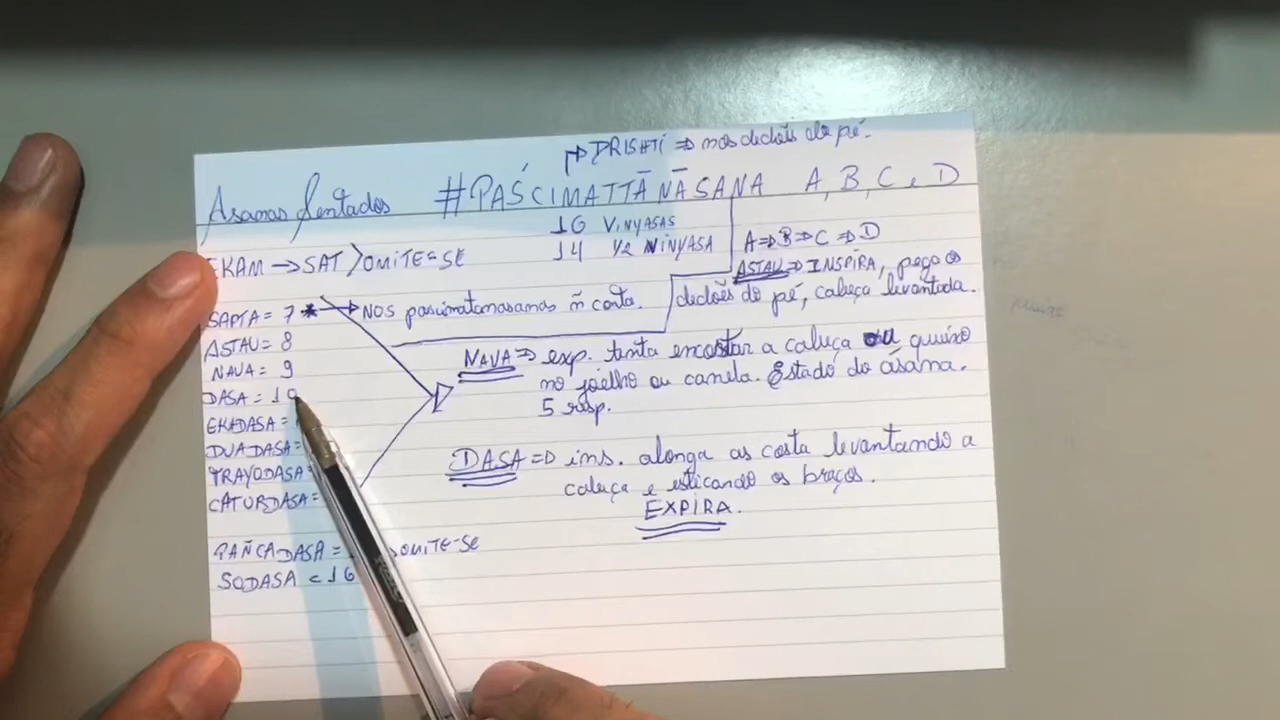 DRISHTI ⇒ nos dedões do pé.
Asanas Sentados #PAŚCIMATTĀNĀSANA A, B, C e D
16 VINYASAS
14 1/2 VINYASA
A⇒B⇒C⇒D
EKAM → SAT > OMITE-SE
ASTAU ⇒ INSPIRA, pega os
dedões do pé, cabeça levantada.
SAPTA = 7 * → NOS pascimatanasanas ñ conta.
ASTAU = 8
NAVA = 9
DASA = 10
EKADASA =
DUADASA =
TRAYODASA =
CATURDASA =
PAÑCADASA = OMITE-SE
SODASA = 16
NAVA ⇒ exp. tenta encostar a cabeça ou queixo
no joelho ou canela. Estado do ásana.
5 resp.
DASA ⇒ ins. alonga as costa levantando a
cabeça e esticando os braços.
EXPIRA.